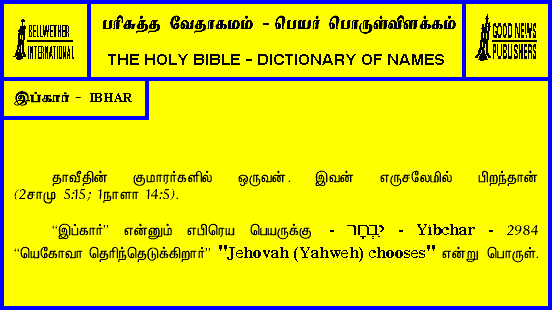 BELLWETHER
INTERNATIONAL
பரிசுத்த வேதாகமம் - பெயர் பொருள்விளக்கம்
THE HOLY BIBLE - DICTIONARY OF NAMES
GOOD NEWS
PUBLISHERS
இப்கார் - IBHAR
தாவீதின் குமாரர்களில் ஒருவன். இவன் எருசலேமில் பிறந்தான்
(2சாமு 5:15; 1நாளா 14:5).
“இப்கார்” என்னும் எபிரெய பெயருக்கு - יִבְחָר - Yibchar - 2984
“யெகோவா தெரிந்தெடுக்கிறார்” "Jehovah (Yahweh) chooses" என்று பொருள்.